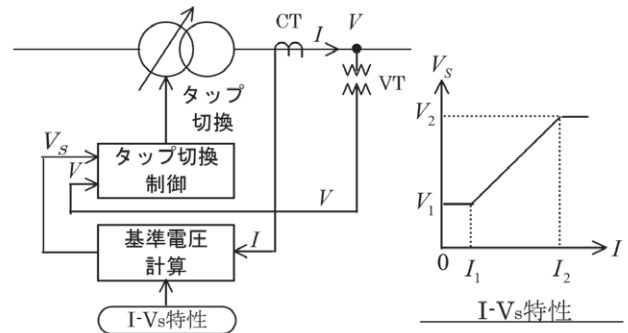 CT
I
V
VT
タップ
切換
V_S
V
タップ切換
制御
V
基準電圧
計算
I
I-Vs特性
V_S
V_2
V_1
0
I_1
I_2
I
I-Vs特性